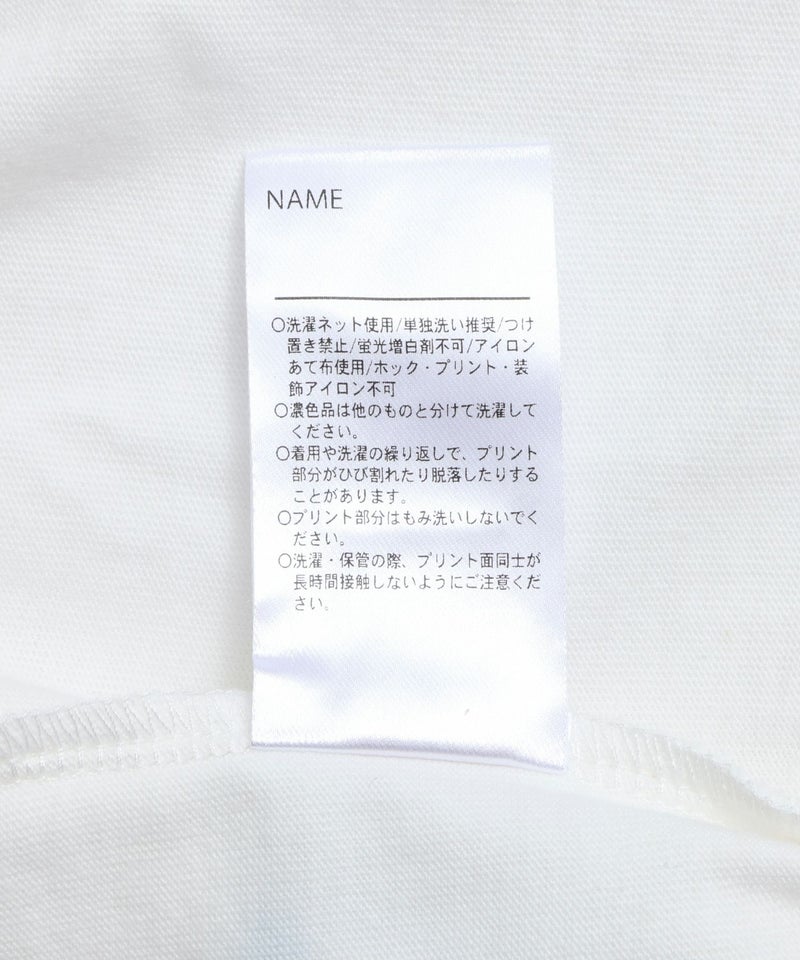 NAME
〇洗濯ネット使用/単独洗い推奨/つけ
置き禁止/蛍光増白剤不可/アイロン
あて布使用/ホック・プリント・装
飾アイロン不可
〇濃色品は他のものと分けて洗濯して
ください。
〇着用や洗濯の繰り返しで、プリント
部分がひび割れたり脱落したりする
ことがあります。
〇プリント部分はもみ洗いしないでく
ださい。
〇洗濯・保管の際、プリント面同士が
長時間接触しないようにご注意くだ
さい。